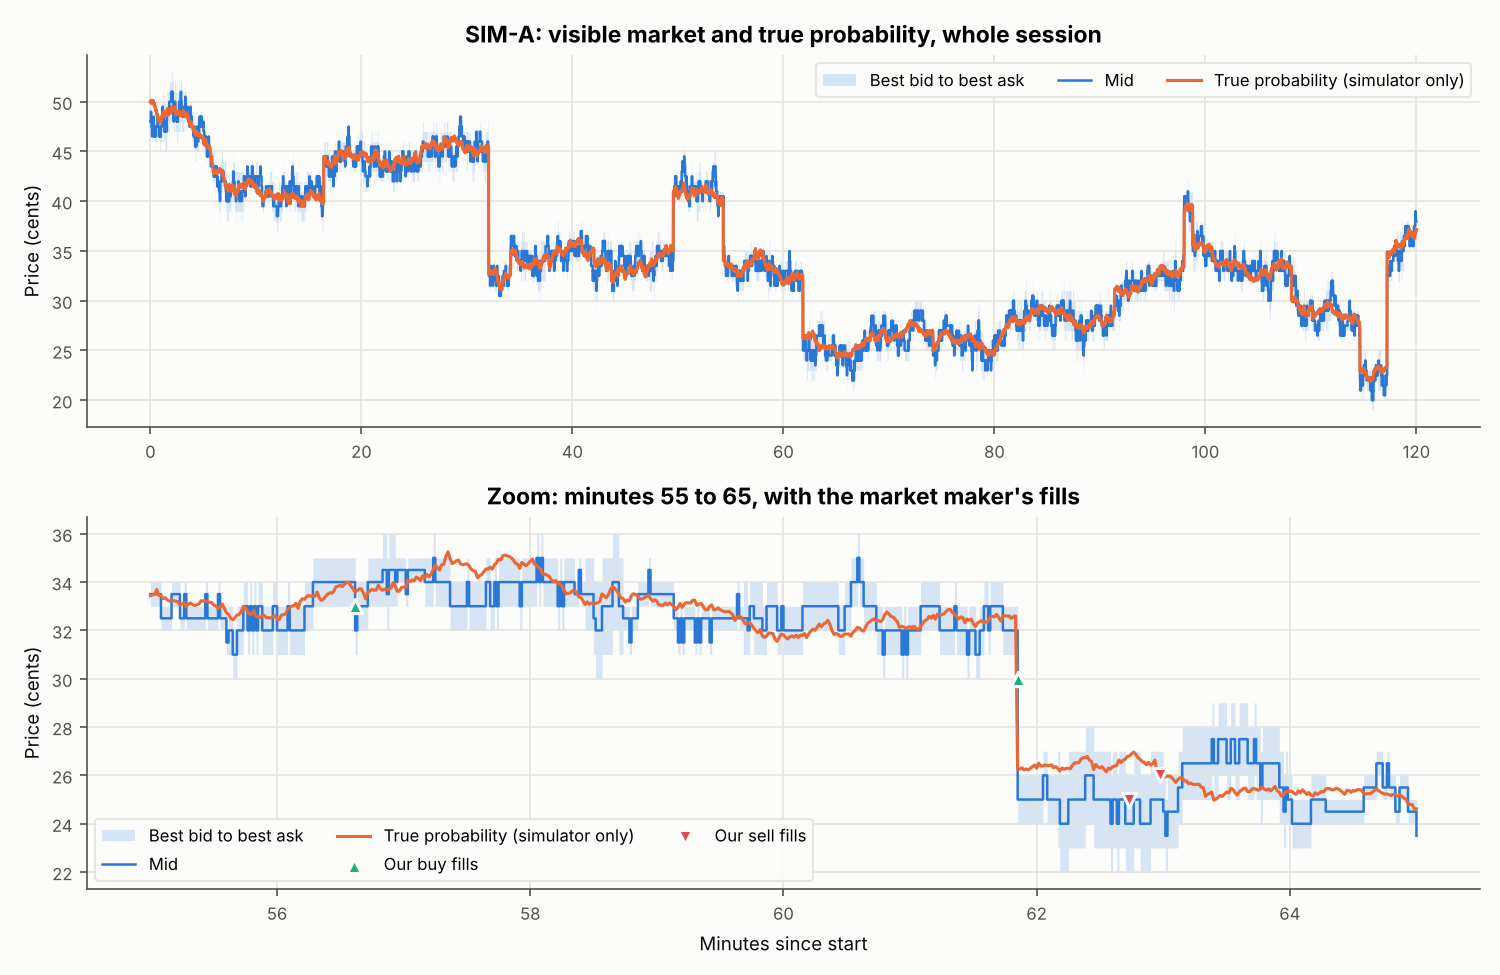 SIM-A: visible market and true probability, whole session
Best bid to best ask Mid True probability (simulator only)
Price (cents)
50
45
40
35
30
25
20
0 20 40 60 80 100 120
Zoom: minutes 55 to 65, with the market maker's fills
Price (cents)
36
34
32
30
28
26
24
22
Best bid to best ask True probability (simulator only) Our sell fills
Mid Our buy fills
56 58 60 62 64
Minutes since start